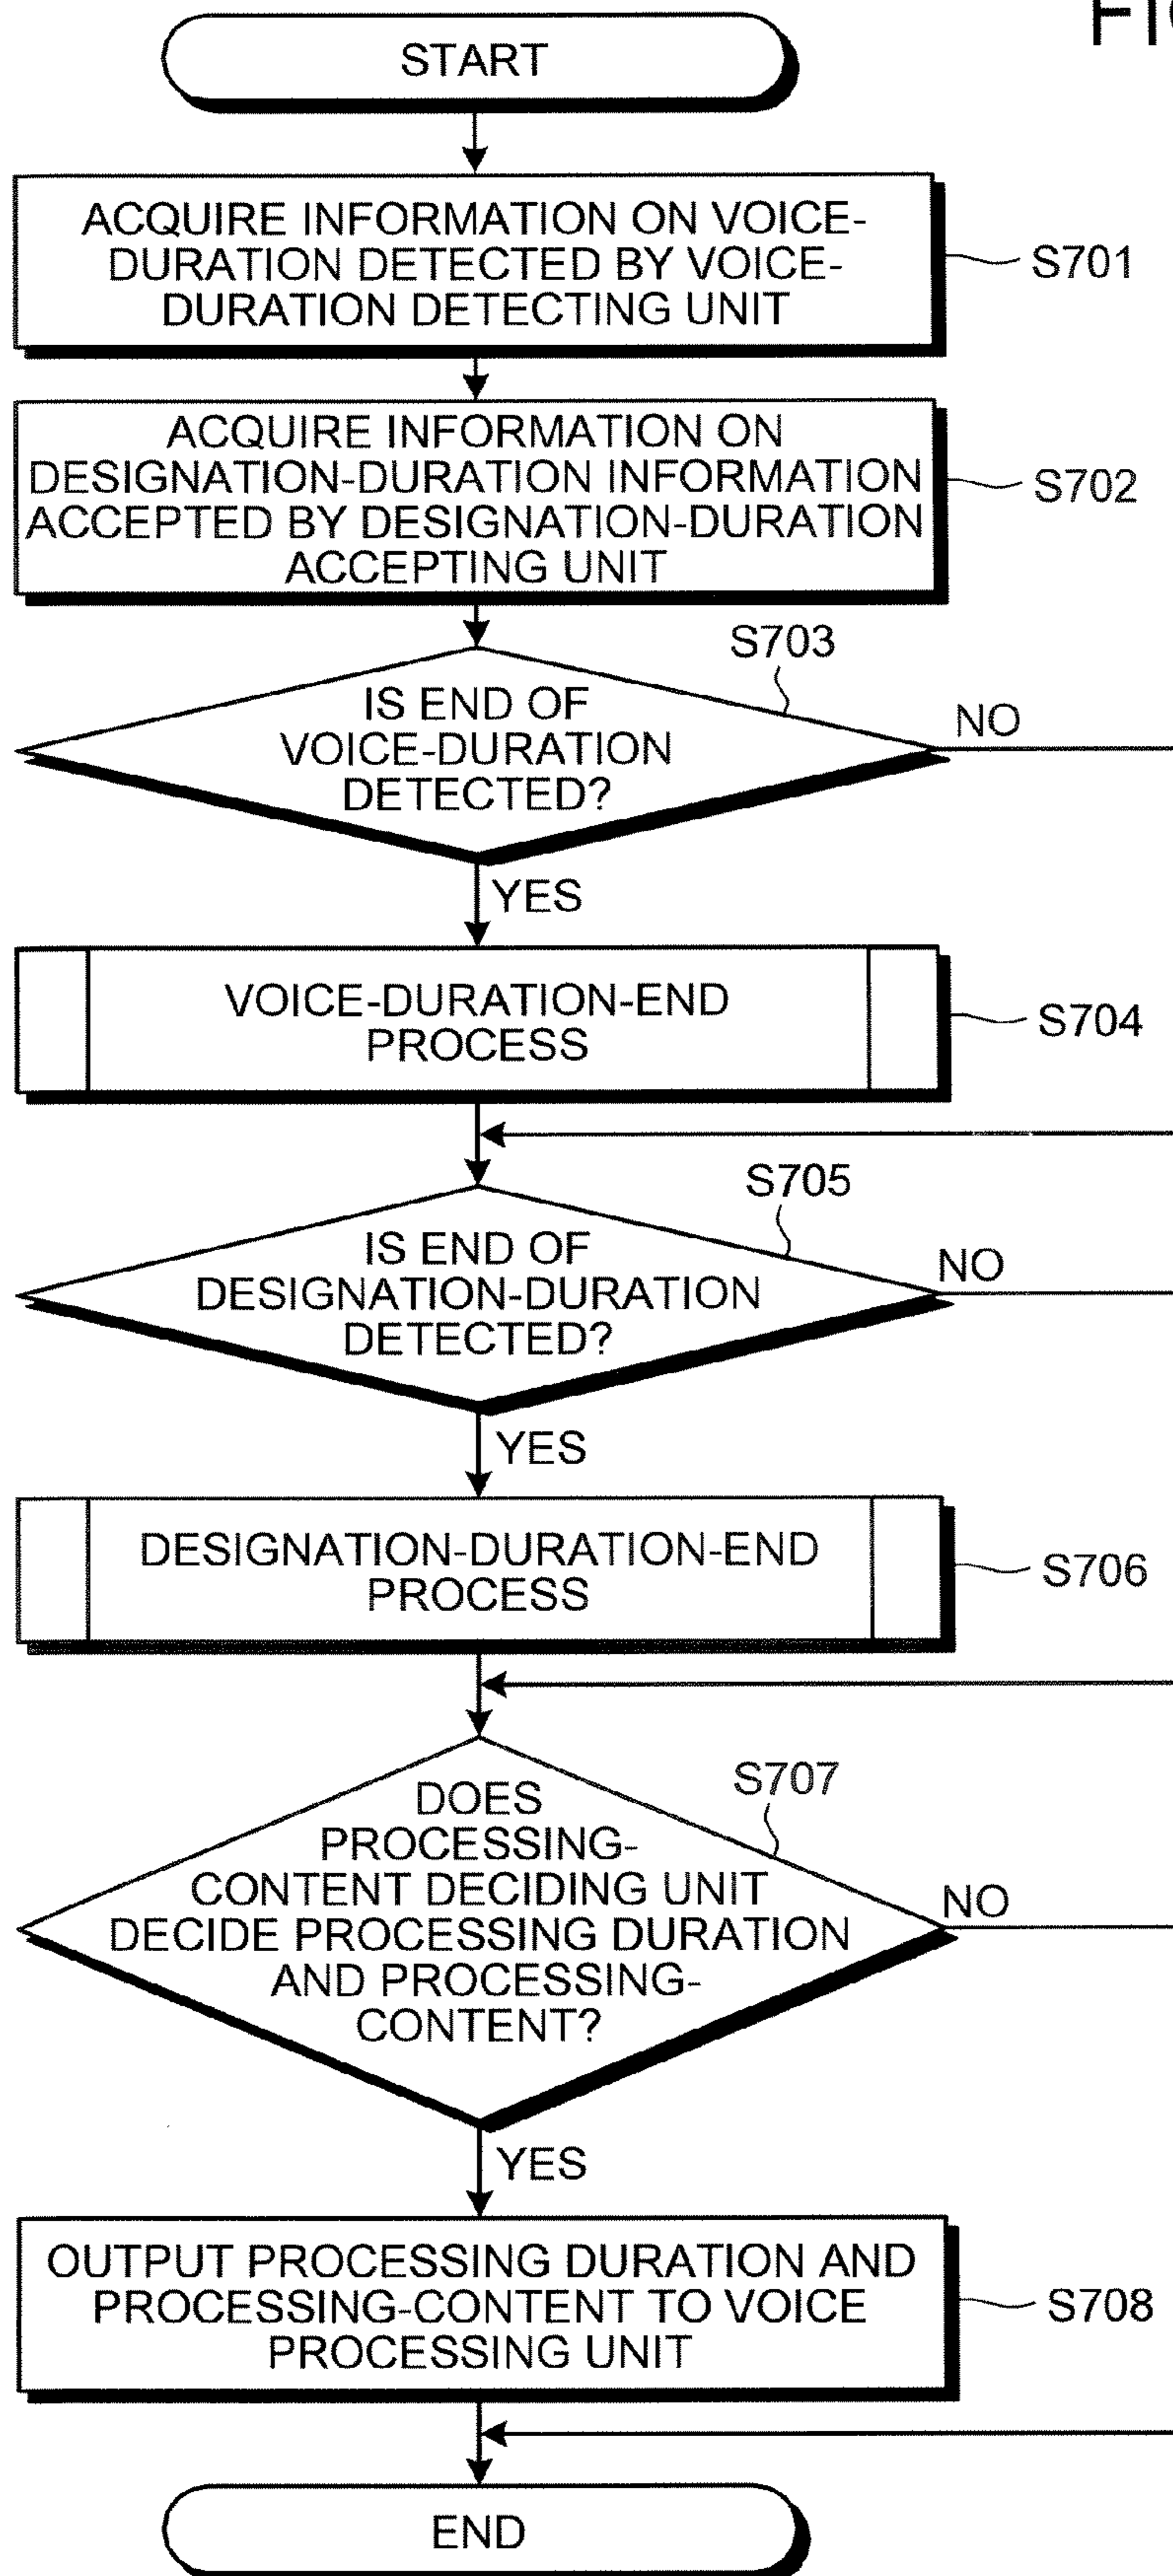 START
ACQUIRE INFORMATION ON VOICE-
DURATION DETECTED BY VOICE-
DURATION DETECTING UNIT
S701
ACQUIRE INFORMATION ON
DESIGNATION-DURATION INFORMATION
ACCEPTED BY DESIGNATION-DURATION
ACCEPTING UNIT
S702
S703
IS END OF
VOICE-DURATION
DETECTED?
NO
YES
VOICE-DURATION-END
PROCESS
S704
S705
IS END OF
DESIGNATION-DURATION
DETECTED?
NO
YES
DESIGNATION-DURATION-END
PROCESS
S706
S707
DOES
PROCESSING-
CONTENT DECIDING UNIT
DECIDE PROCESSING DURATION
AND PROCESSING-
CONTENT?
NO
YES
OUTPUT PROCESSING DURATION AND
PROCESSING-CONTENT TO VOICE
PROCESSING UNIT
S708
END